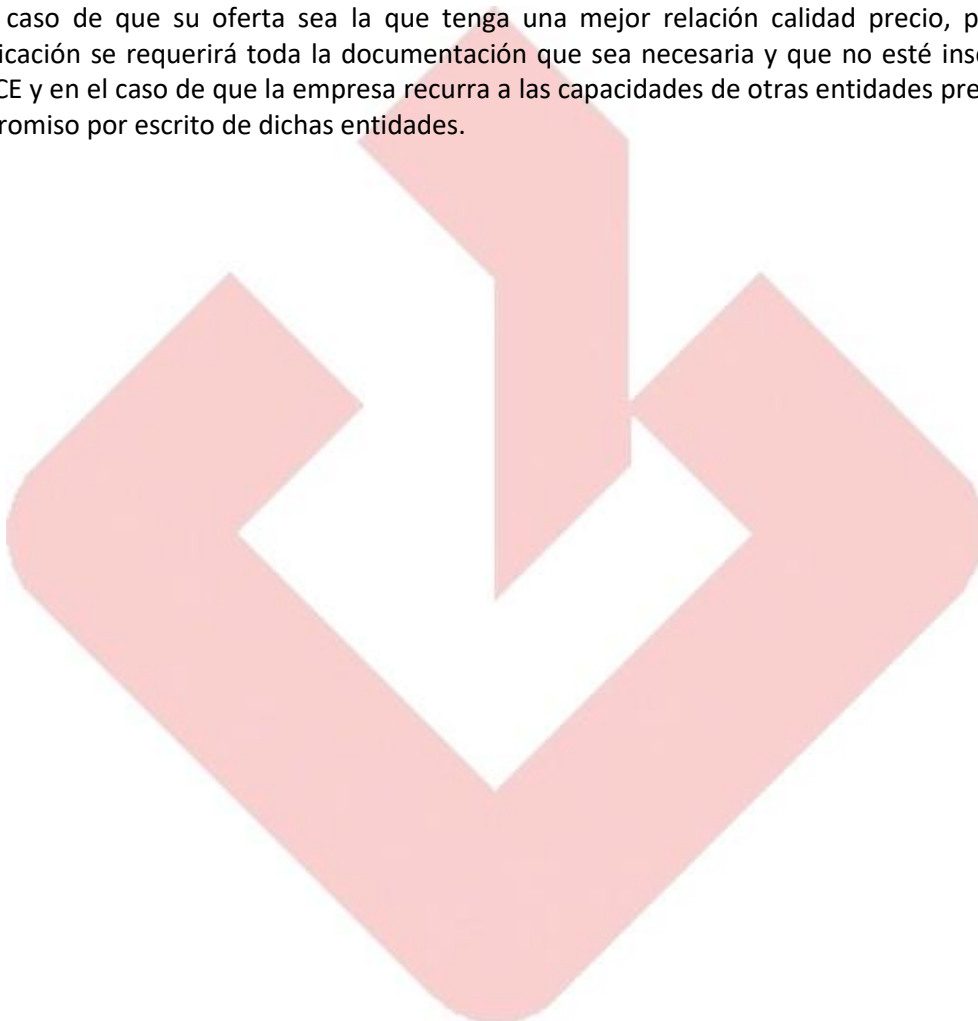 caso de que su oferta sea la que tenga una mejor relación calidad precio, p
icación se requerirá toda la documentación que sea necesaria y que no esté ins
CE y en el caso de que la empresa recurra a las capacidades de otras entidades pre
romiso por escrito de dichas entidades.